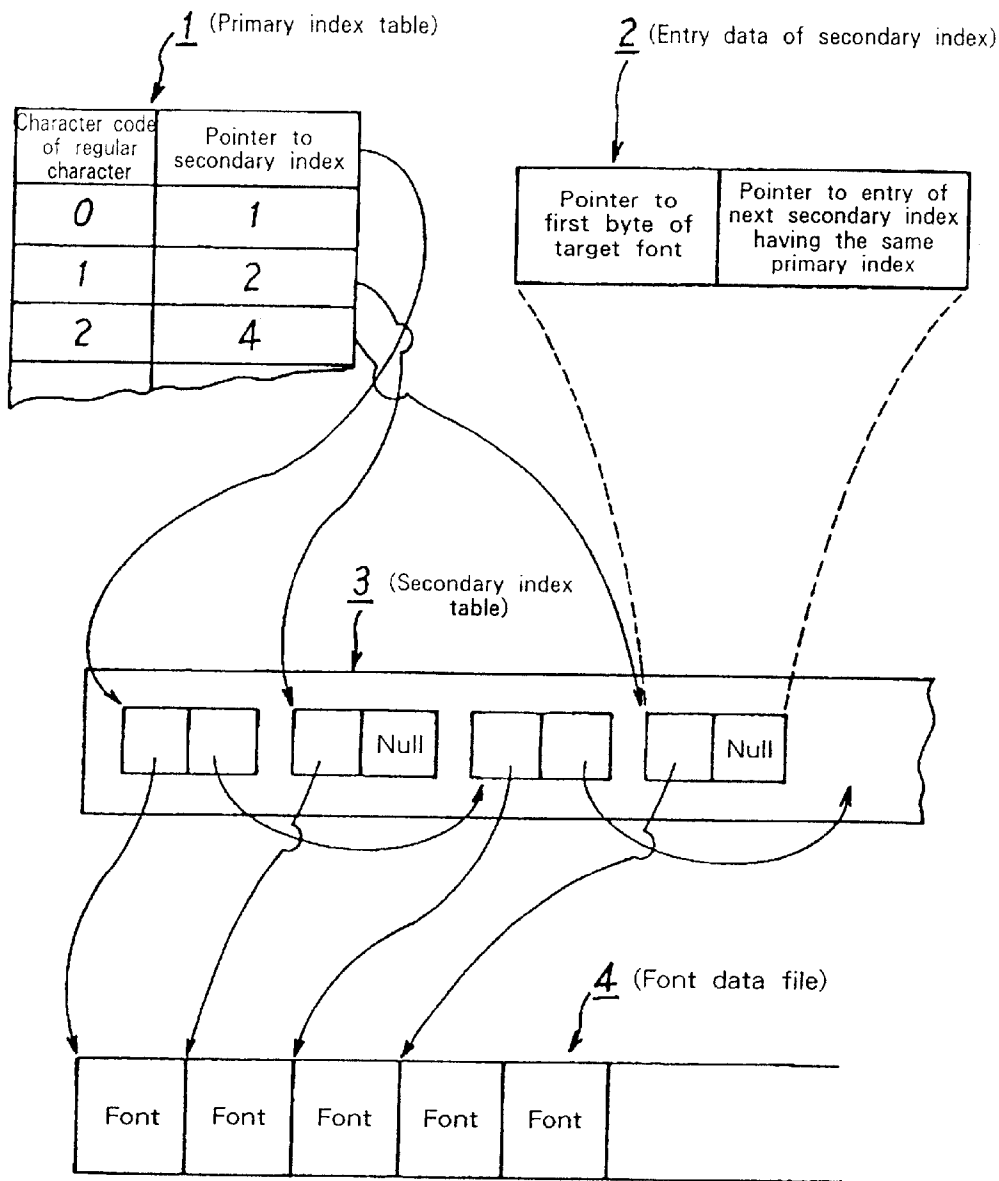 1 (Primary index table)
2 (Entry data of secondary index)
Character code
of regular
character
Pointer to
secondary index
0 1
1 2
2 4
Pointer to
first byte of
target font
Pointer to entry of
next secondary index
having the same
primary index
3 (Secondary index
table)
Null
Null
4 (Font data file)
Font Font Font Font Font